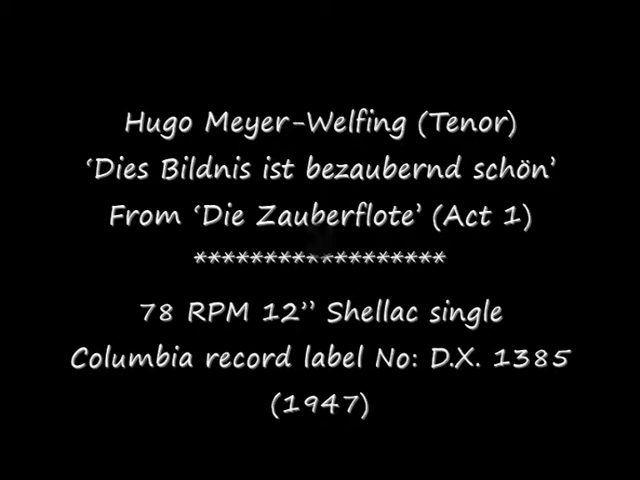 Hugo Meyer-Welfing (Tenor)
‘Dies Bildnis ist bezaubernd schön’
From ‘Die Zauberflote’ (Act 1)
******************
78 RPM 12” Shellac single
Columbia record label No: D.X. 1385
(1947)